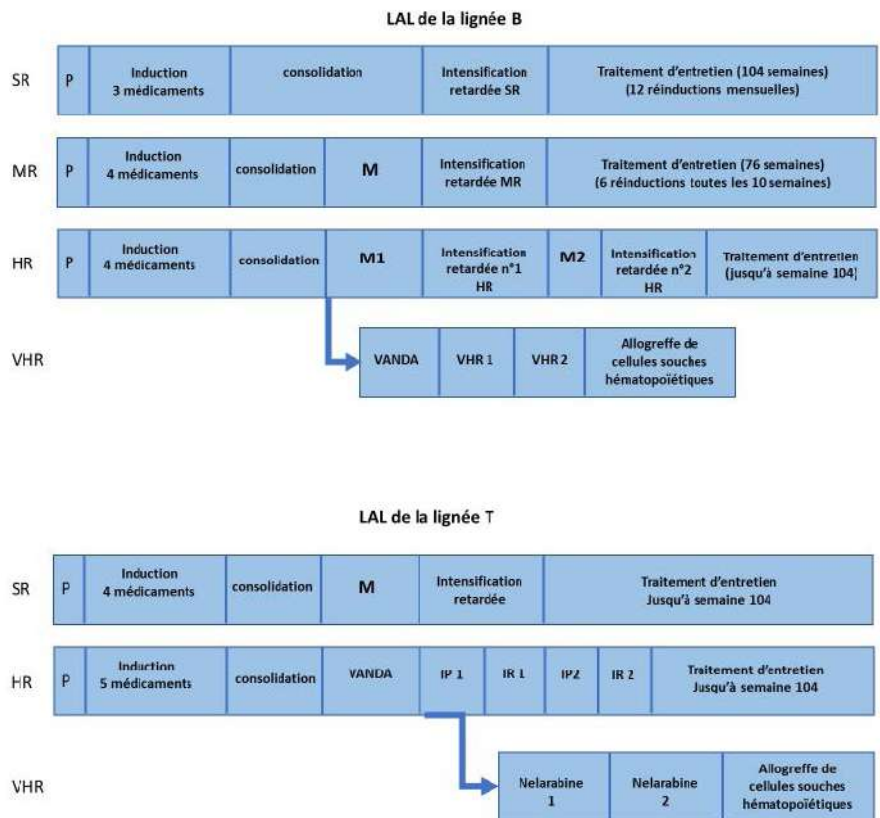 LAL de la lignée B
SR
P
Induction
3 médicaments
consolidation
Intensification
retardée SR
Traitement d'entretien (104 semaines)
(12 réinductions mensuelles)
MR
P
Induction
4 médicaments
consolidation
M
Intensification
retardée MR
Traitement d'entretien (76 semaines)
(6 réinductions toutes les 10 semaines)
HR
P
Induction
4 médicaments
consolidation
M1
Intensification
retardée n°1
HR
M2
Intensification
retardée n°2
HR
Traitement d'entretien
(jusqu'à semaine 104)
VHR
VANDA
VHR 1
VHR 2
Allogreffe de
cellules souches
hématopoïétiques
LAL de la lignée T
SR
P
Induction
4 médicaments
consolidation
M
Intensification
retardée
Traitement d'entretien
Jusqu'à semaine 104
HR
P
Induction
5 médicaments
consolidation
VANDA
IP 1
IR 1
IP2
IR 2
Traitement d'entretien
Jusqu'à semaine 104
VHR
Nelarabine
1
Nelarabine
2
Allogreffe de
cellules souches
hématopoïétiques